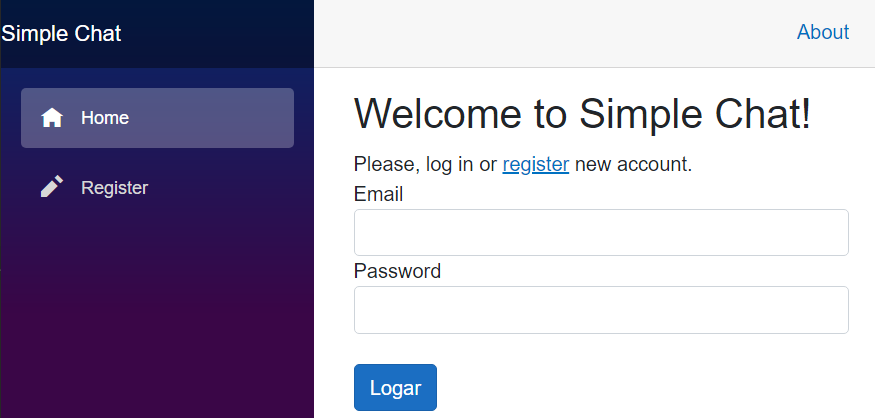 Simple Chat
About
Home
Register
Welcome to Simple Chat!
Please, log in or register new account.
Email
Password
Logar